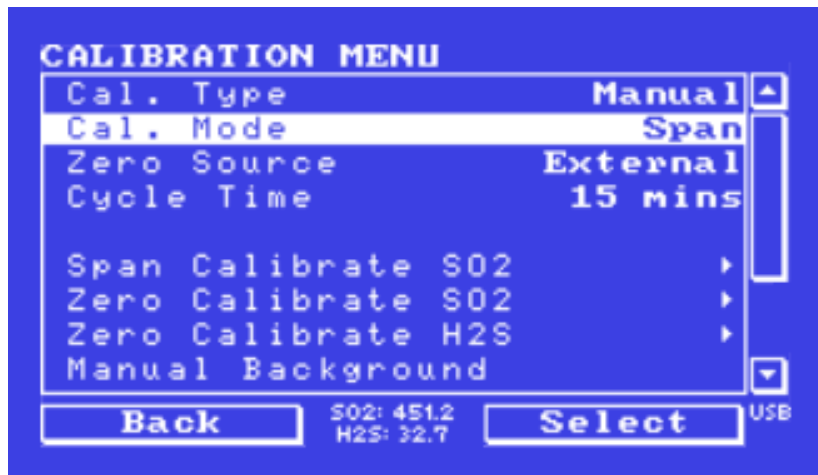 CALIBRATION MENU
Cal. Type Manual
Cal. Mode Span
Zero Source External
Cycle Time 15 mins
Span Calibrate SO2
Zero Calibrate SO2
Zero Calibrate H2S
Manual Background
Back SO2: 451.2 Select USB
H2S: 32.7